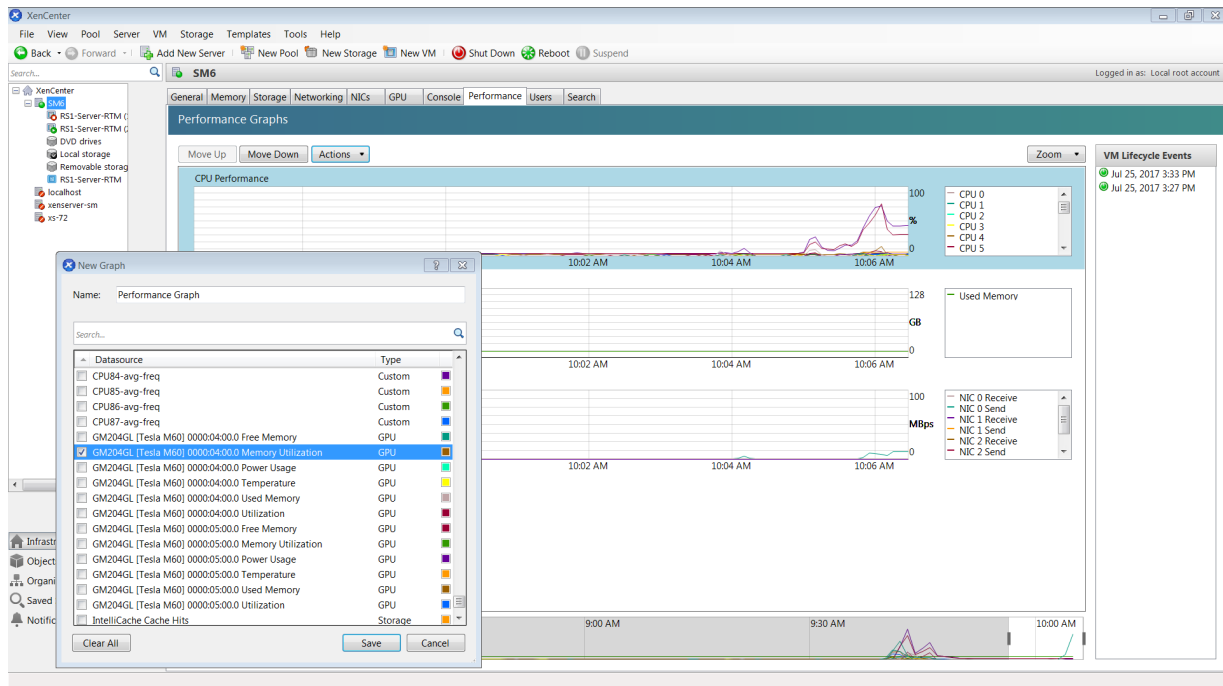 XenCenter
File View Pool Server VM Storage Templates Tools Help
Back Forward Add New Server New Pool New Storage New VM Shut Down Reboot Suspend
Search...
SM6
Logged in as: Local root account
XenCenter
SM6
RS1-Server-RTM (
RS1-Server-RTM (
DVD drives
Local storage
Removable storag
RS1-Server-RTM
localhost
xenserver-sm
xs-72
General Memory Storage Networking NICs GPU Console Performance Users Search
Performance Graphs
Move Up Move Down Actions Zoom
CPU Performance
100
%
0
10:02 AM 10:04 AM 10:06 AM
CPU 0
CPU 1
CPU 2
CPU 3
CPU 4
CPU 5
128
GB
0
10:02 AM 10:04 AM 10:06 AM
Used Memory
100
MBps
0
10:02 AM 10:04 AM 10:06 AM
NIC 0 Receive
NIC 0 Send
NIC 1 Receive
NIC 1 Send
NIC 2 Receive
NIC 2 Send
9:00 AM 9:30 AM 10:00 AM
VM Lifecycle Events
Jul 25, 2017 3:33 PM
Jul 25, 2017 3:27 PM
New Graph
Name: Performance Graph
Search...
Datasource Type
CPU84-avg-freq Custom
CPU85-avg-freq Custom
CPU86-avg-freq Custom
CPU87-avg-freq Custom
GM204GL [Tesla M60] 0000:04:00.0 Free Memory GPU
GM204GL [Tesla M60] 0000:04:00.0 Memory Utilization GPU
GM204GL [Tesla M60] 0000:04:00.0 Power Usage GPU
GM204GL [Tesla M60] 0000:04:00.0 Temperature GPU
GM204GL [Tesla M60] 0000:04:00.0 Used Memory GPU
GM204GL [Tesla M60] 0000:04:00.0 Utilization GPU
GM204GL [Tesla M60] 0000:05:00.0 Free Memory GPU
GM204GL [Tesla M60] 0000:05:00.0 Memory Utilization GPU
GM204GL [Tesla M60] 0000:05:00.0 Power Usage GPU
GM204GL [Tesla M60] 0000:05:00.0 Temperature GPU
GM204GL [Tesla M60] 0000:05:00.0 Used Memory GPU
GM204GL [Tesla M60] 0000:05:00.0 Utilization GPU
IntelliCache Cache Hits Storage
Clear All Save Cancel
Infrastr
Object
Organi
Saved
Notific